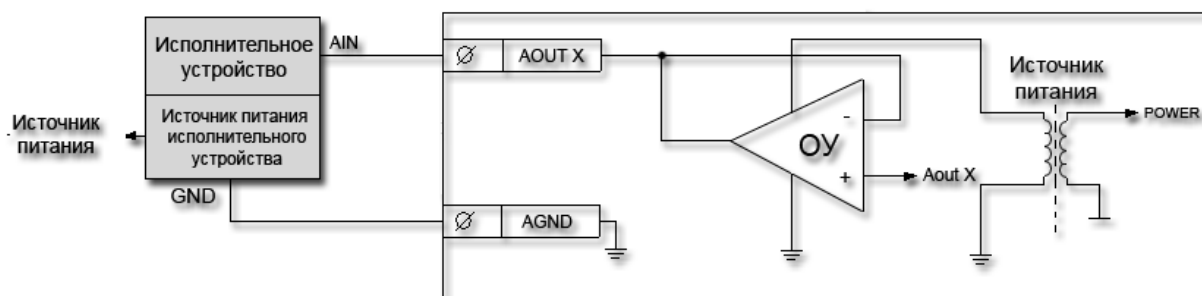 Исполнительное
устройство
AIN
Ø
AOUT X
Источник питания
исполнительного
устройства
Источник
питания
GND
Ø
AGND
ОУ
-
+
Aout X
Источник
питания
POWER